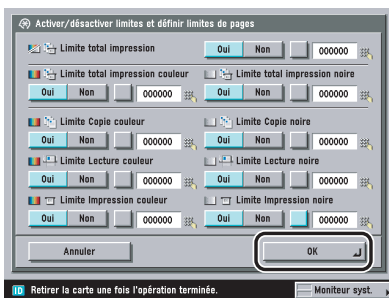 Activer/désactiver limites et définir limites de pages
Limite total impression
Oui Non 000000
Limite total impression couleur Limite total impression noire
Oui Non 000000 Oui Non 000000
Limite Copie couleur Limite Copie noire
Oui Non 000000 Oui Non 000000
Limite Lecture couleur Limite Lecture noire
Oui Non 000000 Oui Non 000000
Limite Impression couleur Limite Impression noire
Oui Non 000000 Oui Non 000000
Annuler OK
ID Retirer la carte une fois l'opération terminée. Moniteur syst.